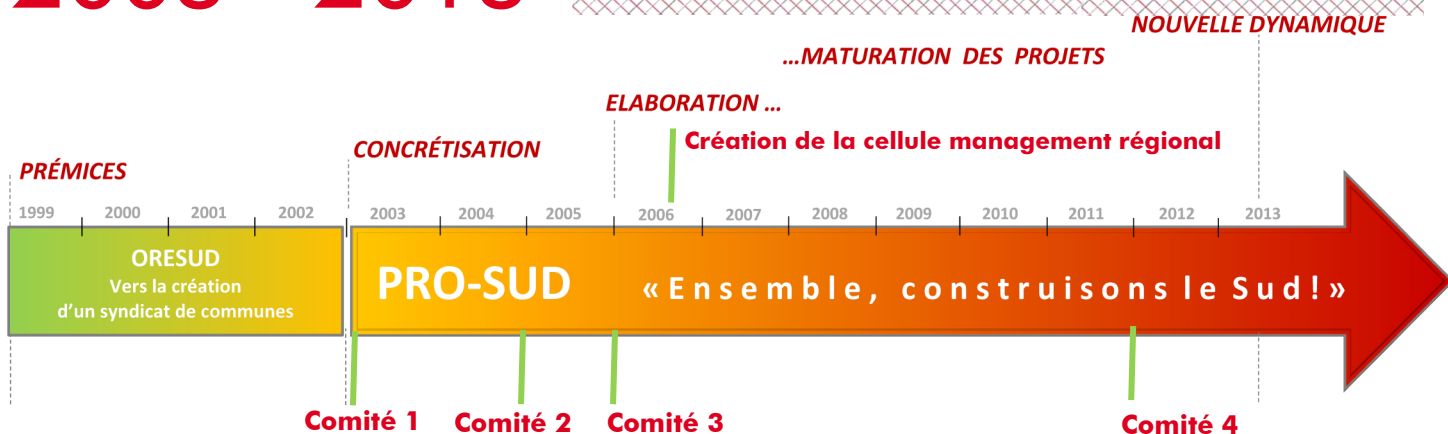 2003 - 2013
NOUVELLE DYNAMIQUE
...MATURATION DES PROJETS
ELABORATION ...
Création de la cellule management régional
CONCRÉTISATION
PRÉMICES
1999 2000 2001 2002 2003 2004 2005 2006 2007 2008 2009 2010 2011 2012 2013
ORESUD
Vers la création
d'un syndicat de communes
PRO-SUD « Ensemble, construisons le Sud! »
Comité 1 Comité 2 Comité 3 Comité 4